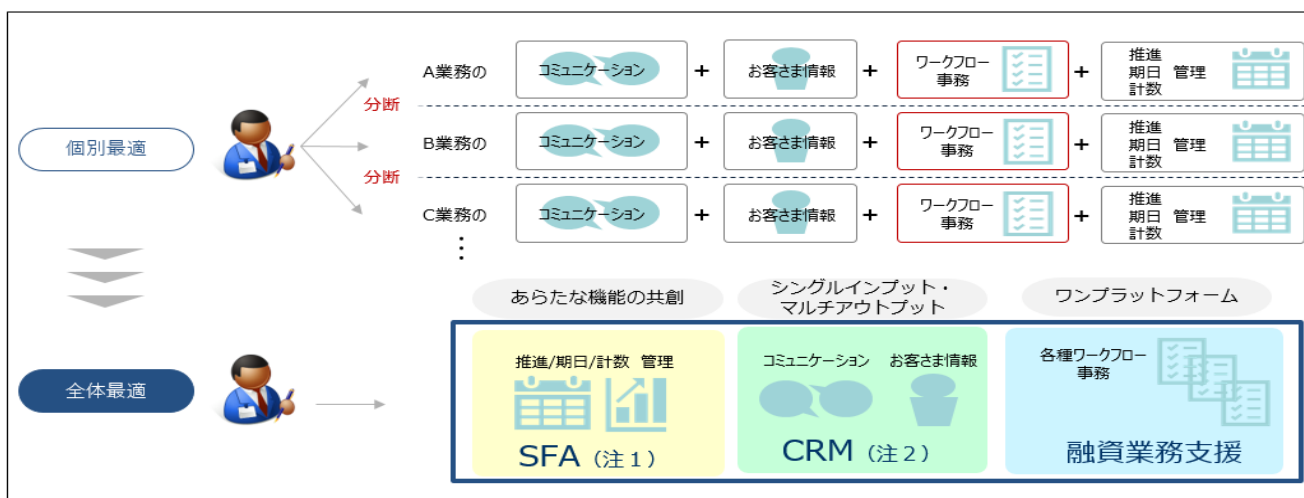 個別最適
分断
分断
A業務の
コミュニケーション
+
お客さま情報
+
ワークフロー
事務
+
推進
期日 管理
計数
B業務の
コミュニケーション
+
お客さま情報
+
ワークフロー
事務
+
推進
期日 管理
計数
C業務の
コミュニケーション
+
お客さま情報
+
ワークフロー
事務
+
推進
期日 管理
計数
⋮
全体最適
あらたな機能の共創
シングルインプット・
マルチアウトプット
ワンプラットフォーム
推進/期日/計数 管理
SFA（注１）
コミュニケーション お客さま情報
CRM（注２）
各種ワークフロー
事務
融資業務支援